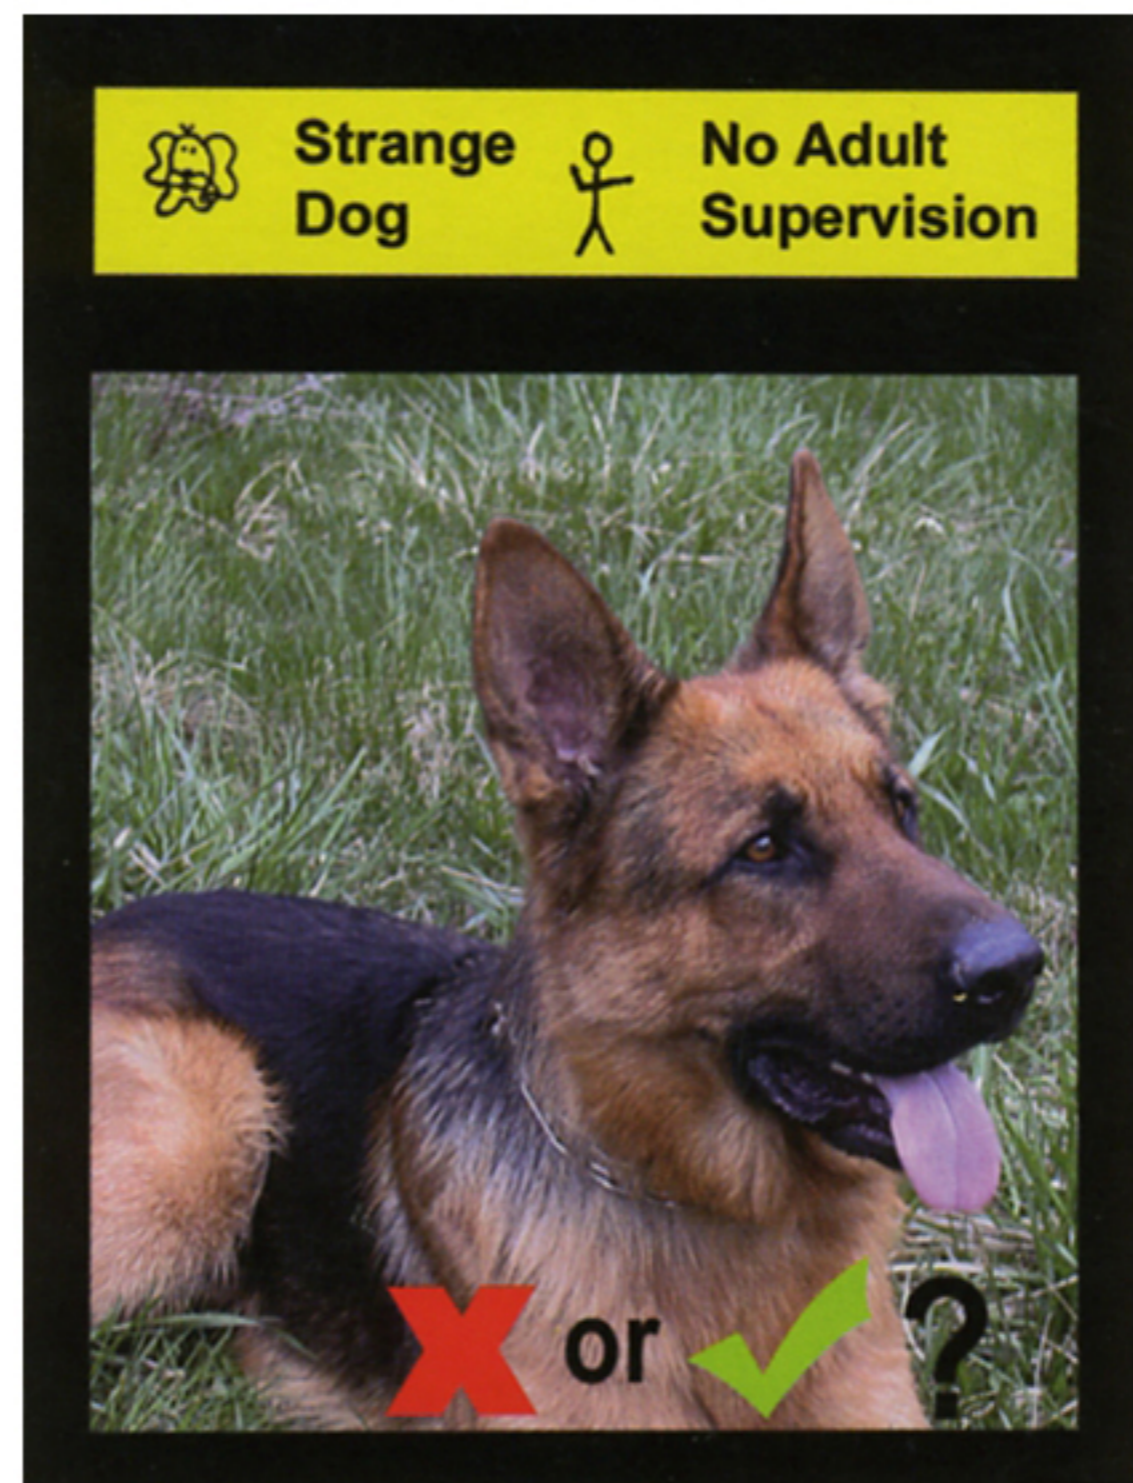 Strange
Dog
No Adult
Supervision
X or ✓ ?